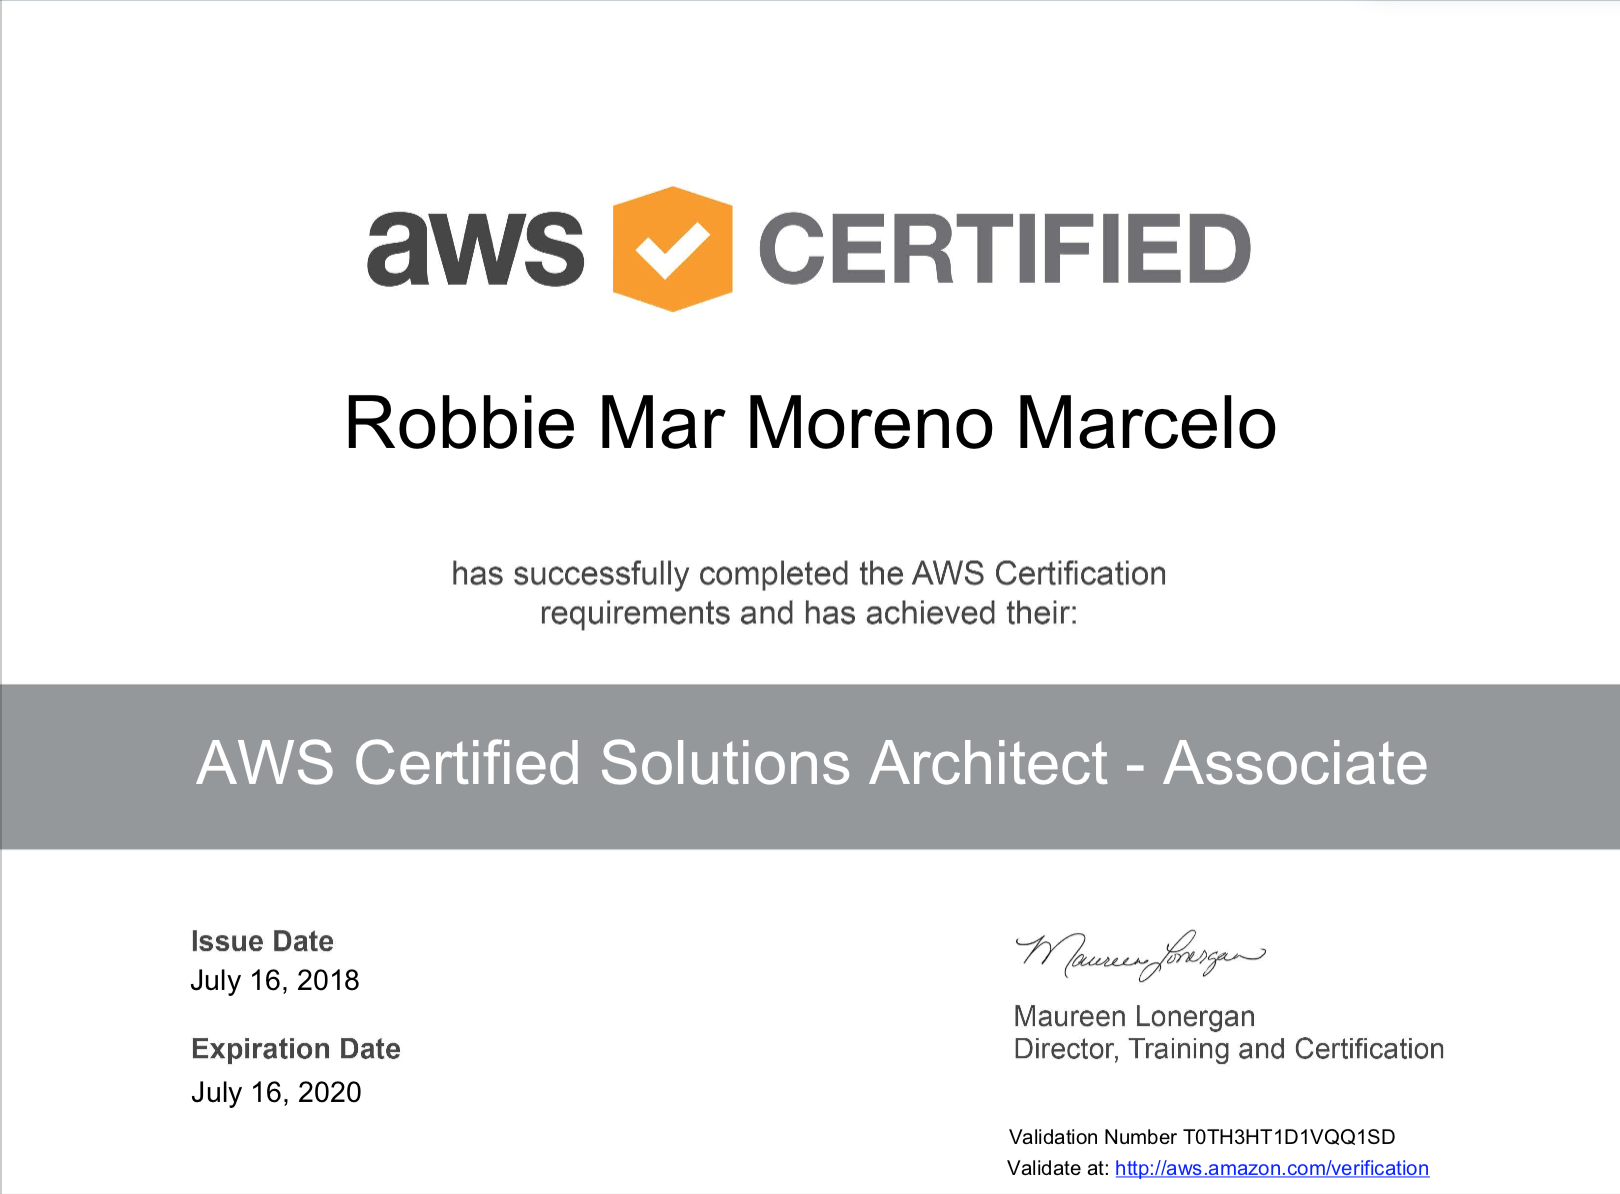 aws CERTIFIED
Robbie Mar Moreno Marcelo
has successfully completed the AWS Certification
requirements and has achieved their:
AWS Certified Solutions Architect - Associate
Issue Date
July 16, 2018
Expiration Date
July 16, 2020
Maureen Lonergan
Maureen Lonergan
Director, Training and Certification
Validation Number T0TH3HT1D1VQQ1SD
Validate at: http://aws.amazon.com/verification